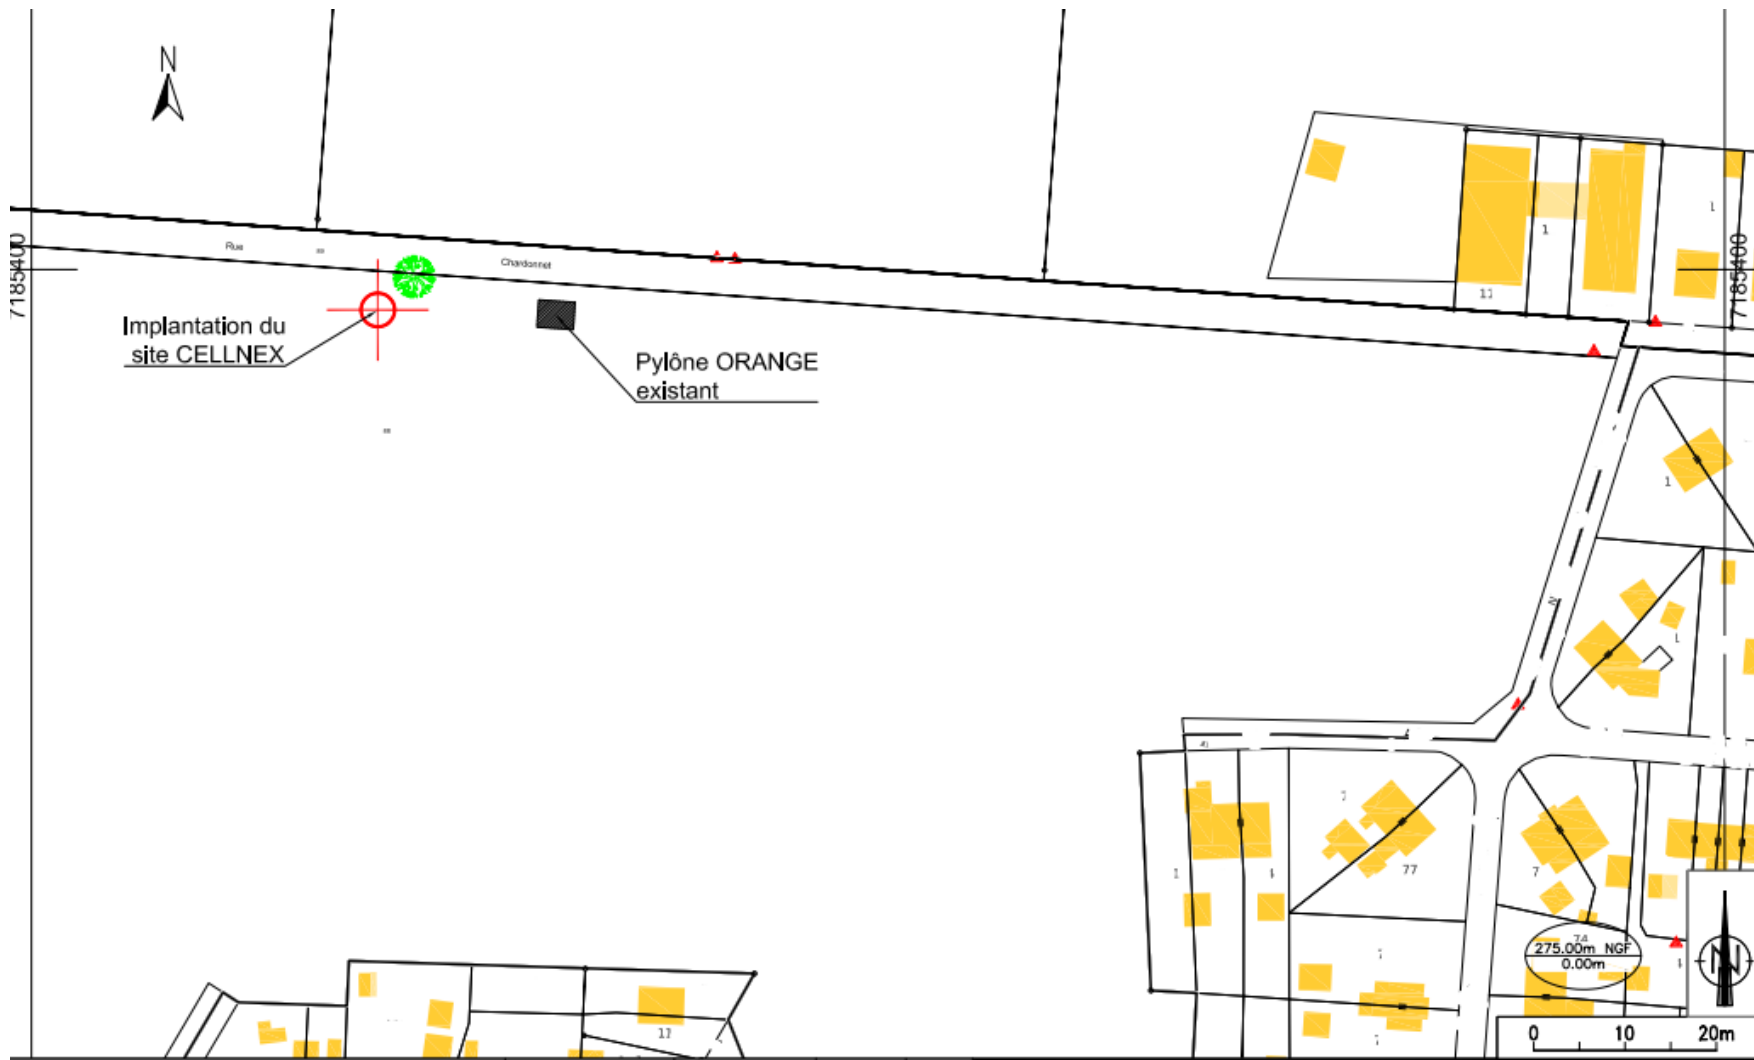 N
7185400
Rue
Chardonnet
Implantation du
site CELLNEX
Pylône ORANGE
existant
11
1
7185400
1
77
7
275.00m NGF
0.00m
N
0 10 20m